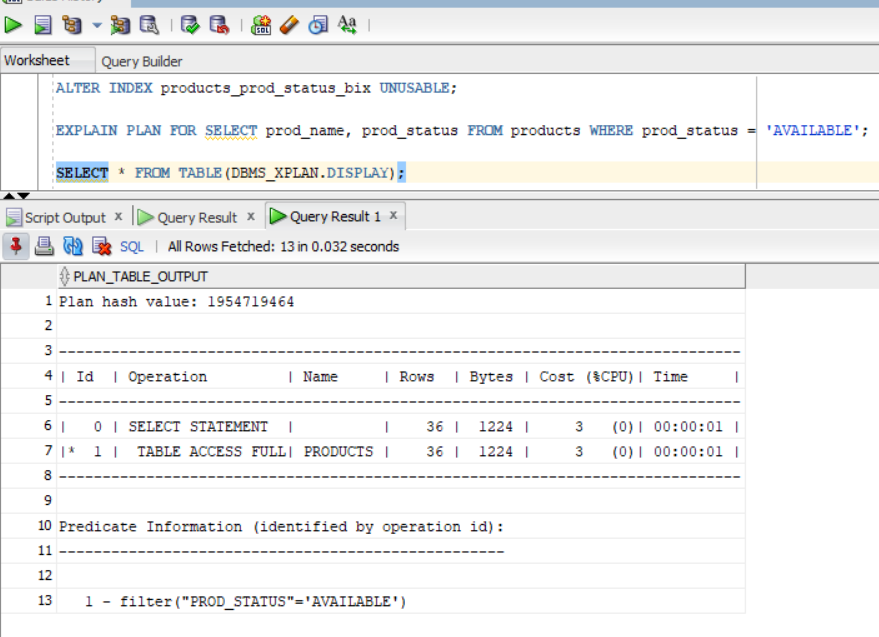 SQL
Aa
Worksheet Query Builder
ALTER INDEX products_prod_status_bix UNUSABLE;
EXPLAIN PLAN FOR SELECT prod_name, prod_status FROM products WHERE prod_status = 'AVAILABLE';
SELECT * FROM TABLE(DBMS_XPLAN.DISPLAY);
Script Output x Query Result x Query Result 1 x
SQL | All Rows Fetched: 13 in 0.032 seconds
PLAN_TABLE_OUTPUT
1 Plan hash value: 1954719464
2
3 -------------------------------------------------------------------------------
4 | Id  | Operation         | Name     | Rows  | Bytes | Cost (%CPU)| Time     |
5 -------------------------------------------------------------------------------
6 |   0 | SELECT STATEMENT  |          |    36 |  1224 |     3   (0)| 00:00:01 |
7 |*  1 |  TABLE ACCESS FULL| PRODUCTS |    36 |  1224 |     3   (0)| 00:00:01 |
8 -------------------------------------------------------------------------------
9
10 Predicate Information (identified by operation id):
11 ---------------------------------------------------
12
13    1 - filter("PROD_STATUS"='AVAILABLE')